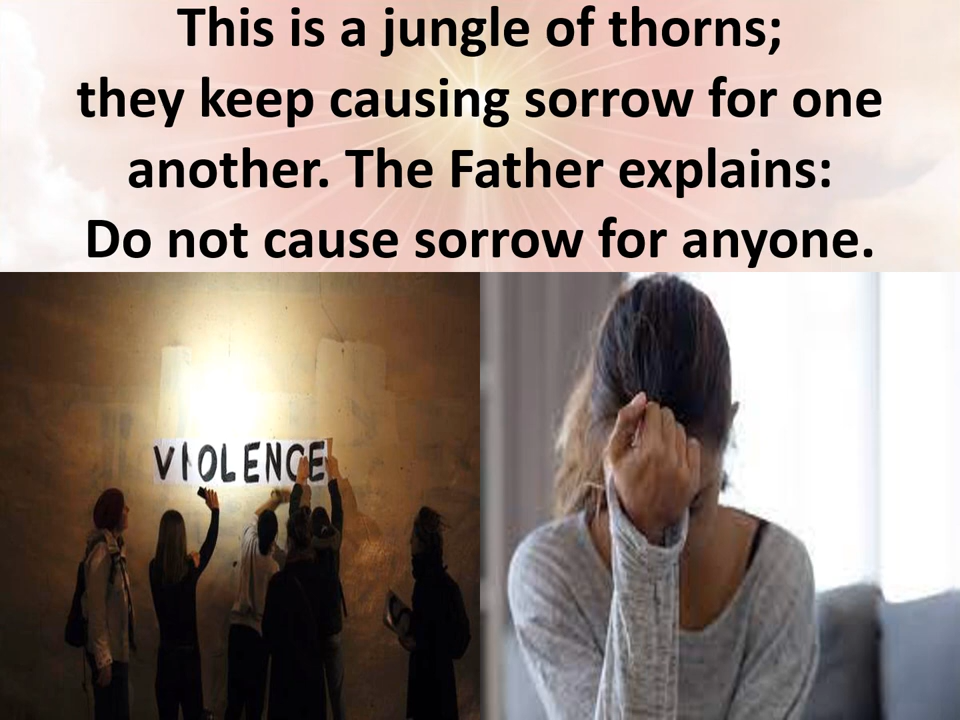 This is a jungle of thorns;
they keep causing sorrow for one
another. The Father explains:
Do not cause sorrow for anyone.
VIOLENCE